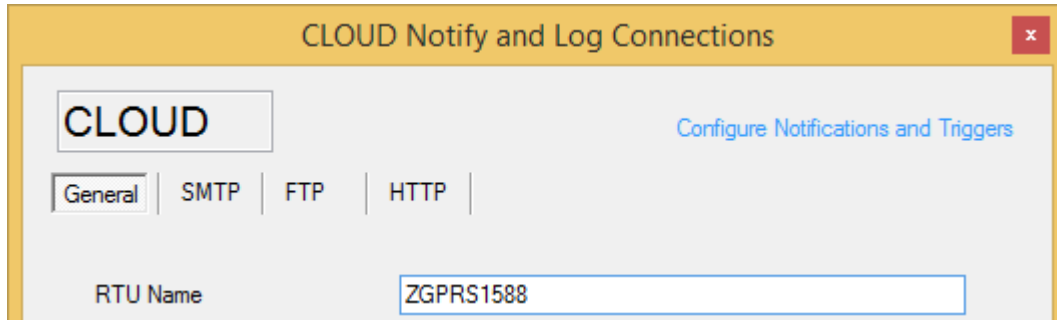 CLOUD Notify and Log Connections
x
CLOUD
Configure Notifications and Triggers
General SMTP FTP HTTP
RTU Name ZGPRS1588